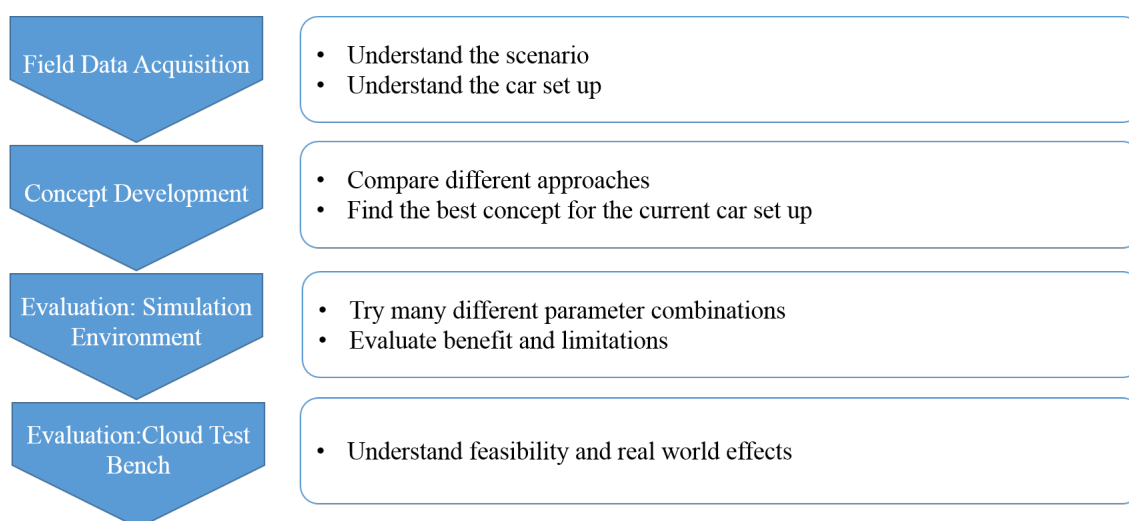 Field Data Acquisition
• Understand the scenario
• Understand the car set up
Concept Development
• Compare different approaches
• Find the best concept for the current car set up
Evaluation: Simulation
Environment
• Try many different parameter combinations
• Evaluate benefit and limitations
Evaluation:Cloud Test
Bench
• Understand feasibility and real world effects